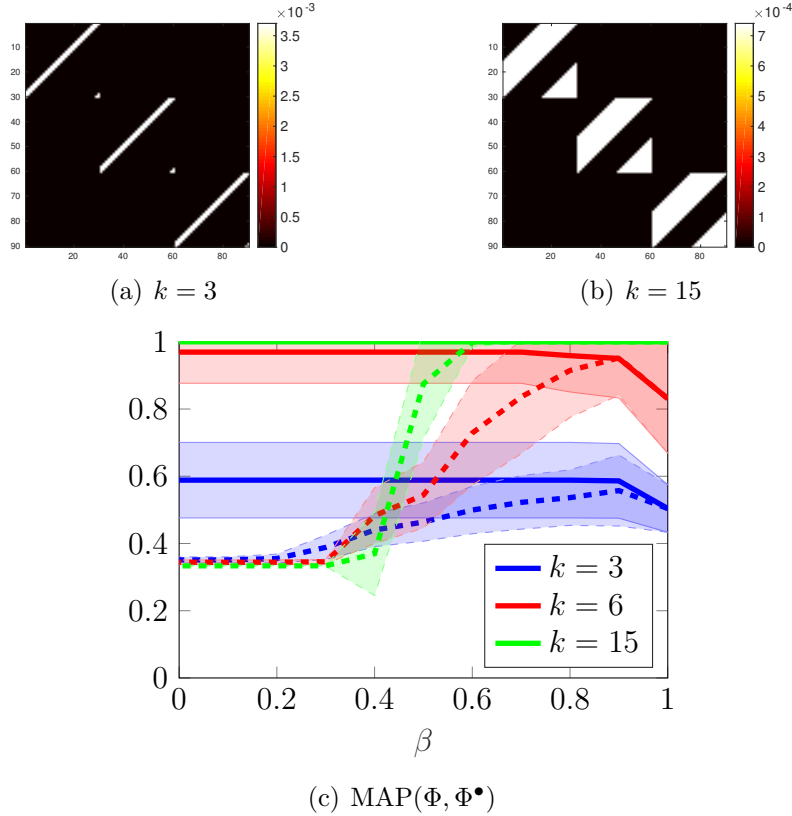 ×10⁻³ ×10⁻⁴
10 20 30 40 50 60 70 80 90
20 40 60 80
3.5 3 2.5 2 1.5 1 0.5 0
10 20 30 40 50 60 70 80 90
20 40 60 80
7 6 5 4 3 2 1 0
(a) k = 3 (b) k = 15
1
0.8
0.6
0.4
0.2
0
k = 3
k = 6
k = 15
0 0.2 0.4 0.6 0.8 1
β
(c) MAP(Φ, Φ•)